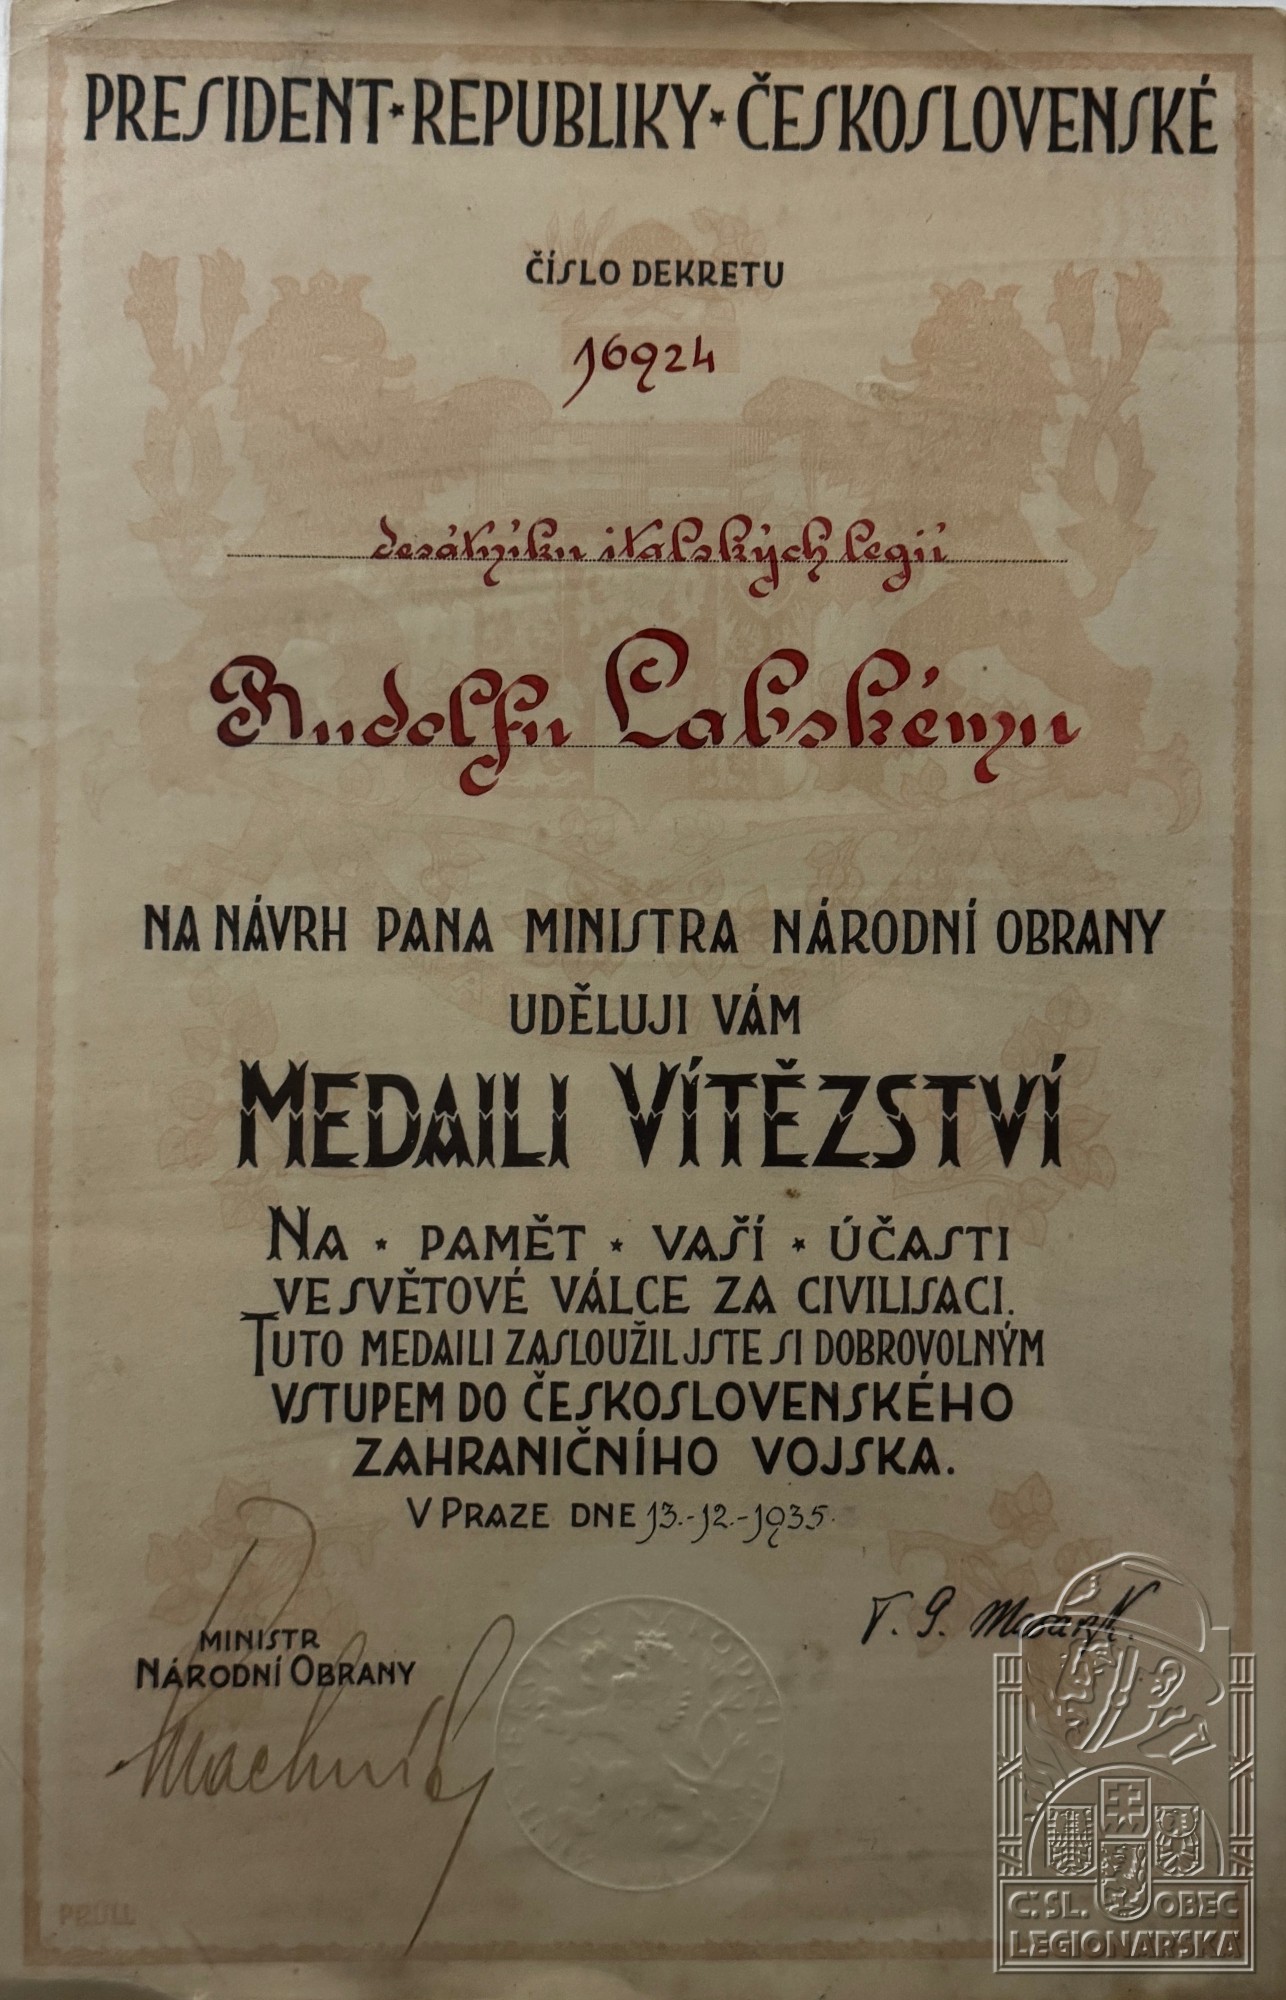 PRESIDENT ⋆ REPUBLIKY ⋆ ČESKOSLOVENSKÉ
ČÍSLO DEKRETU
16924
desátníku italských legií
Rudolfu Labskému
NA NÁVRH PANA MINISTRA NÁRODNÍ OBRANY
UDĚLUJI VÁM
MEDAILI VÍTĚZSTVÍ
NA ⋆ PAMĚT ⋆ VAŠÍ ⋆ ÚČASTI
VE SVĚTOVÉ VÁLCE ZA CIVILISACI.
TUTO MEDAILI ZASLOUŽIL JSTE SI DOBROVOLNÝM
VSTUPEM DO ČESKOSLOVENSKÉHO
ZAHRANIČNÍHO VOJSKA.
V PRAZE DNE 13.-12.-1935.
T. G. Masaryk.
MINISTR
NÁRODNÍ OBRANY
Machník
PRULL
Č.SL. OBEC
LEGIONÁŘSKÁ